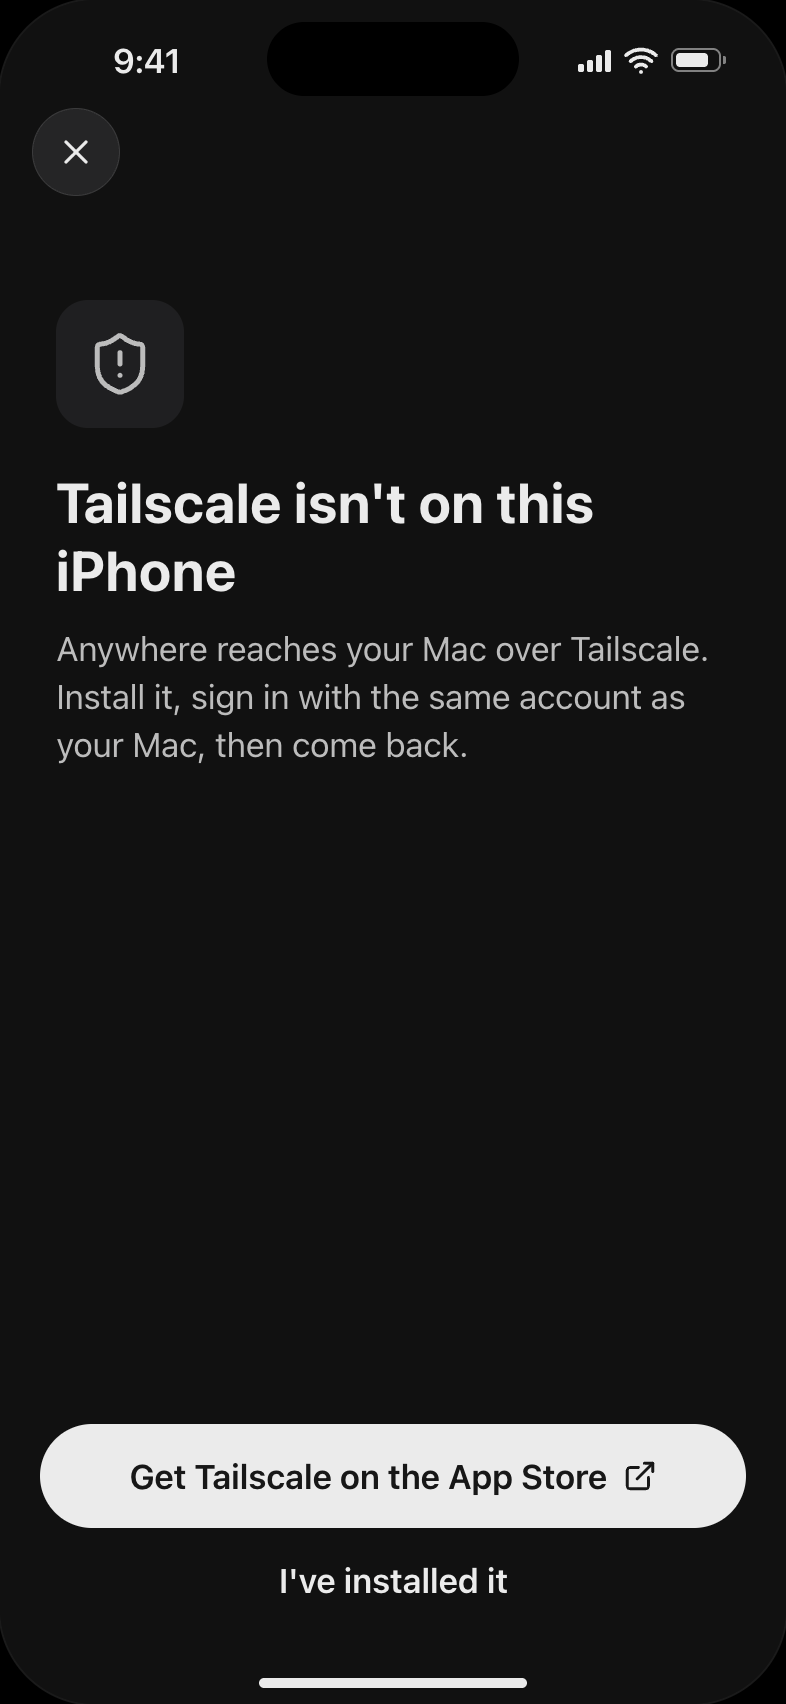 9:41
Tailscale isn't on this
iPhone
Anywhere reaches your Mac over Tailscale.
Install it, sign in with the same account as
your Mac, then come back.
Get Tailscale on the App Store
I've installed it